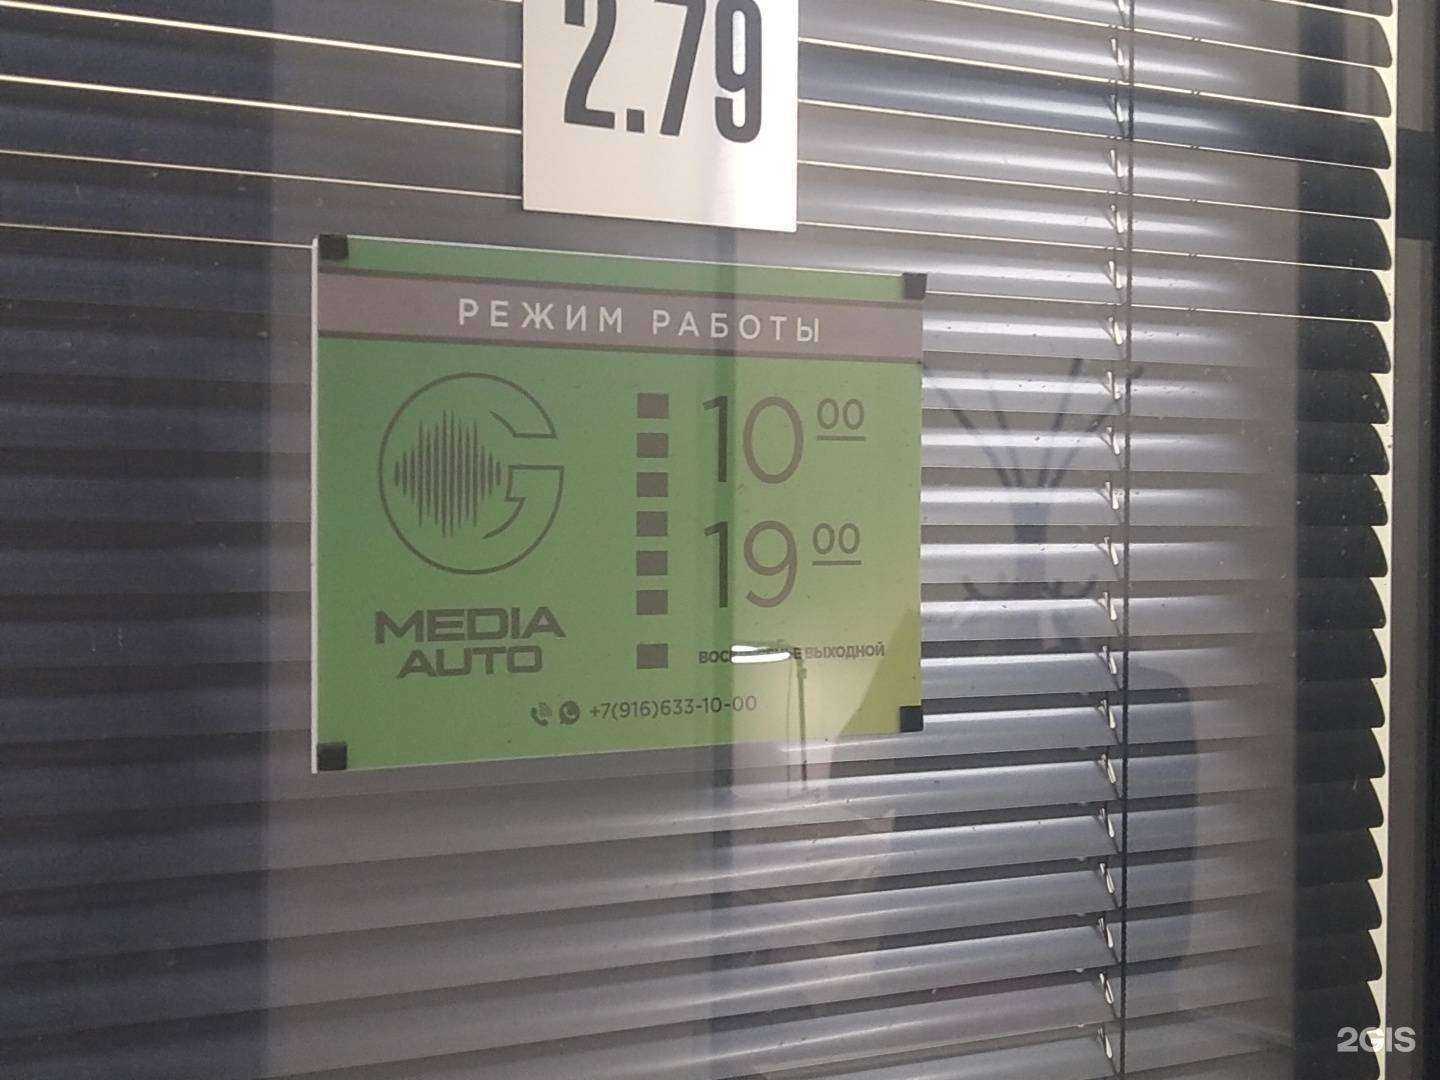 2.79
РЕЖИМ РАБОТЫ
10 00
19 00
MEDIA
AUTO
ВЫХОДНОЙ
+7(916)633-10-00
2GIS